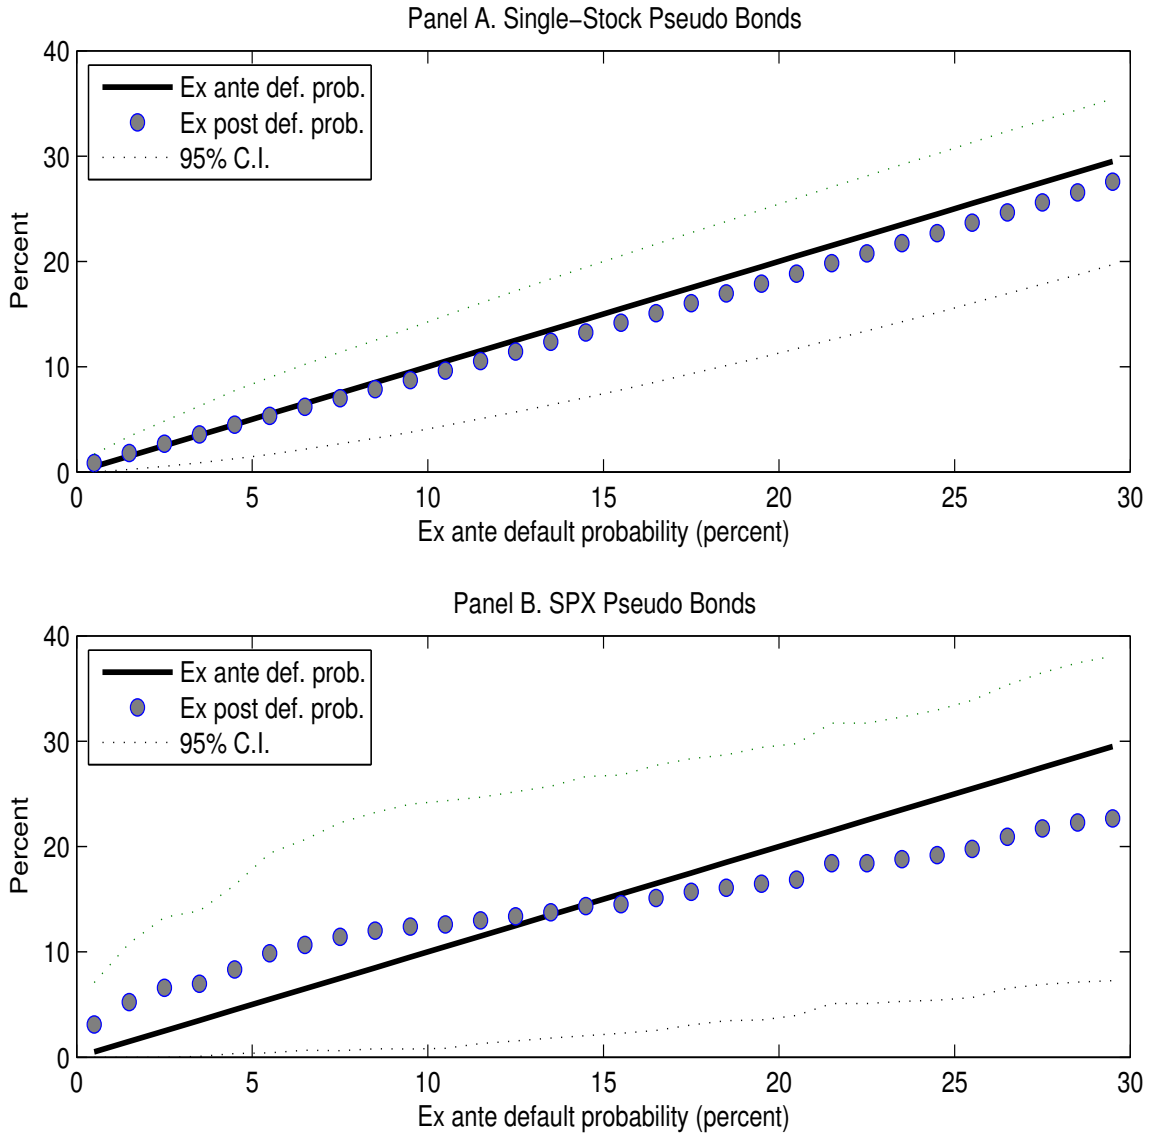 Panel A. Single−Stock Pseudo Bonds
40
30
20
10
0
Percent
Ex ante def. prob.
Ex post def. prob.
95% C.I.
0 5 10 15 20 25 30
Ex ante default probability (percent)
Panel B. SPX Pseudo Bonds
40
30
20
10
0
Percent
Ex ante def. prob.
Ex post def. prob.
95% C.I.
0 5 10 15 20 25 30
Ex ante default probability (percent)